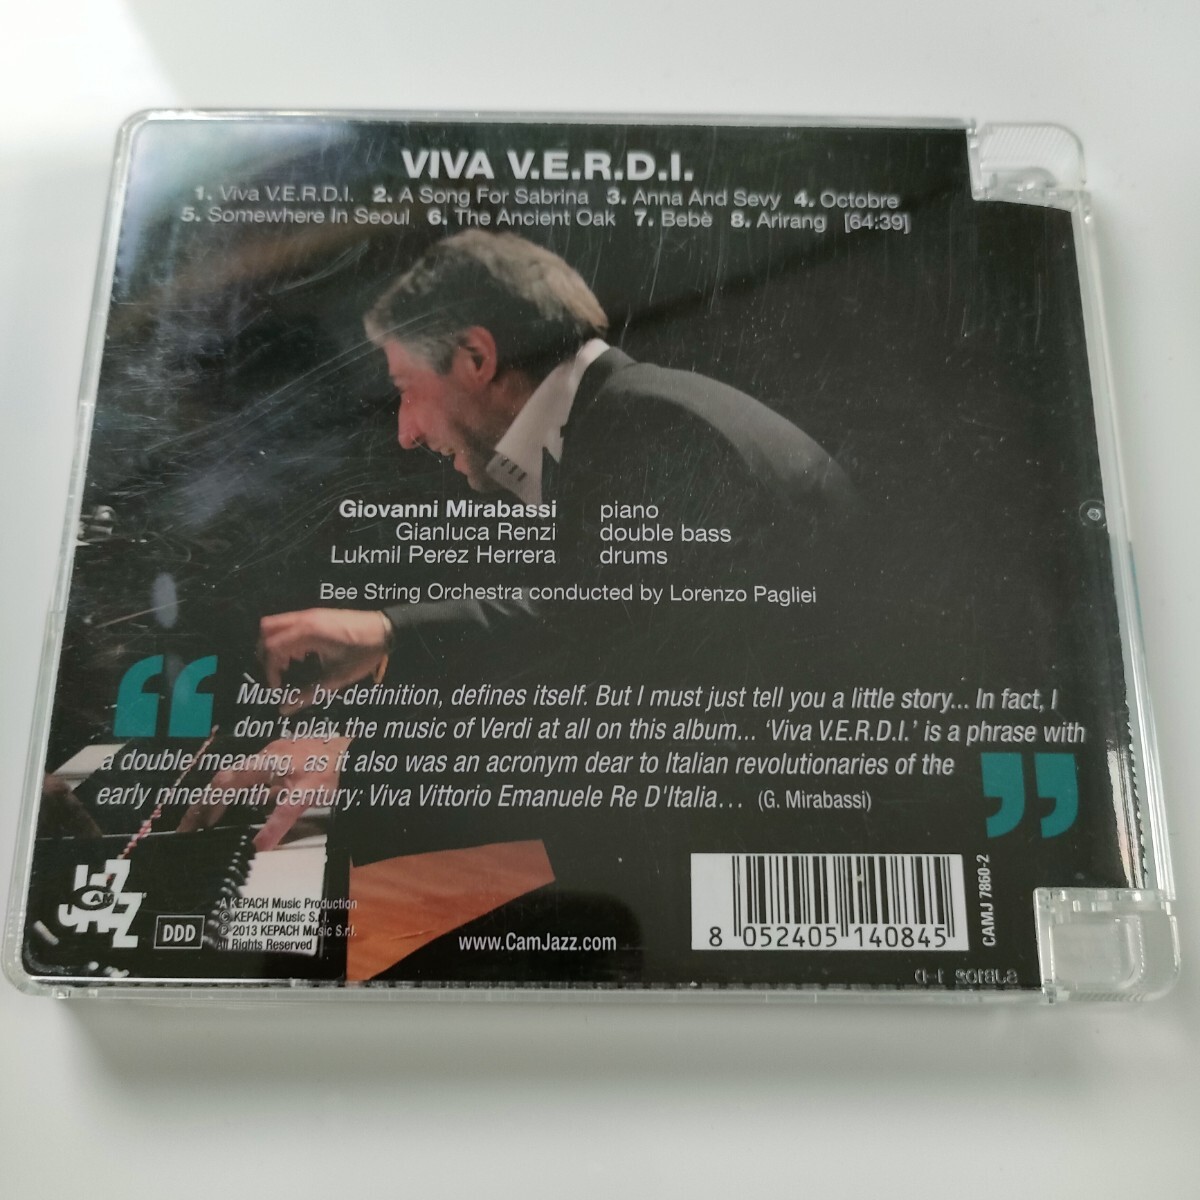 VIVA V.E.R.D.I.
1. Viva V.E.R.D.I. 2. A Song For Sabrina 3. Anna And Sevy 4. Octobre
5. Somewhere In Seoul 6. The Ancient Oak 7. Bebè 8. Arirang [64:39]
Giovanni Mirabassi piano
Gianluca Renzi double bass
Lukmil Perez Herrera drums
Bee String Orchestra conducted by Lorenzo Pagliei
“ Music, by definition, defines itself. But I must just tell you a little story... In fact, I
don't play the music of Verdi at all on this album... ‘Viva V.E.R.D.I.’ is a phrase with
a double meaning, as it also was an acronym dear to Italian revolutionaries of the
early nineteenth century: Viva Vittorio Emanuele Re D'Italia... (G. Mirabassi) ”
CAM JAZZ
DDD
A KEPACH Music Production
© KEPACH Music S.r.l.
℗ 2013 KEPACH Music S.r.l.
All Rights Reserved
www.CamJazz.com
8 052405 140845
CAMJ 7860-2